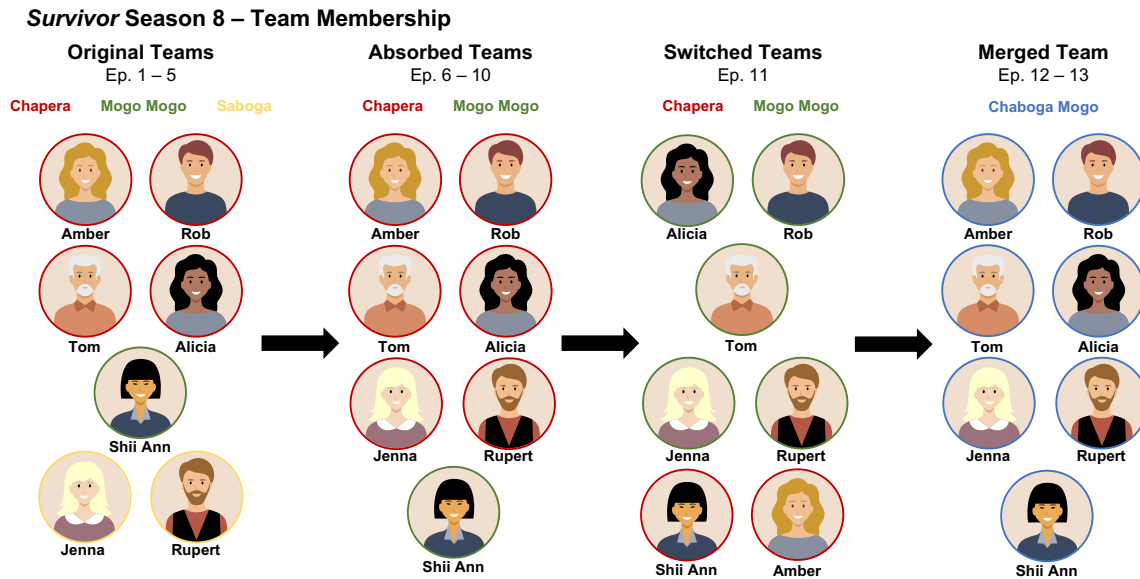 Survivor Season 8 – Team Membership
Original Teams
Ep. 1 – 5
Chapera Mogo Mogo Saboga
Amber Rob
Tom Alicia
Shii Ann
Jenna Rupert
Absorbed Teams
Ep. 6 – 10
Chapera Mogo Mogo
Amber Rob
Tom Alicia
Jenna Rupert
Shii Ann
Switched Teams
Ep. 11
Chapera Mogo Mogo
Alicia Rob
Tom
Jenna Rupert
Shii Ann Amber
Merged Team
Ep. 12 – 13
Chaboga Mogo
Amber Rob
Tom Alicia
Jenna Rupert
Shii Ann